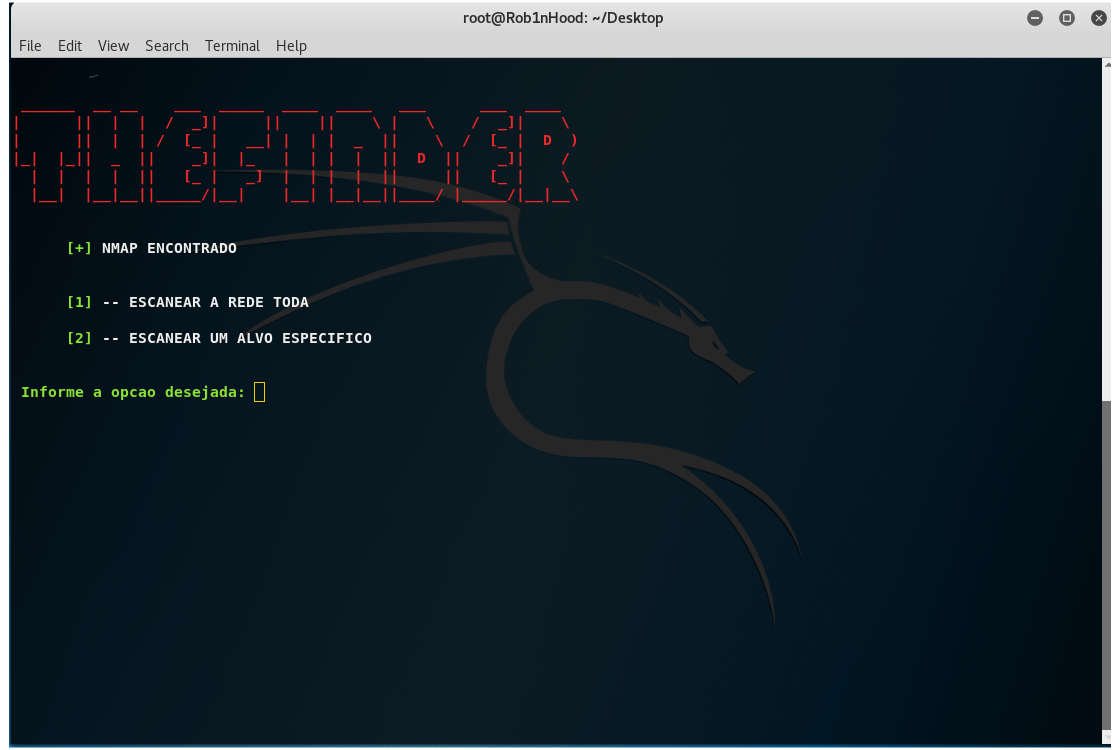 root@Rob1nHood: ~/Desktop
File Edit View Search Terminal Help
THEFINDER
[+] NMAP ENCONTRADO
[1] -- ESCANEAR A REDE TODA
[2] -- ESCANEAR UM ALVO ESPECIFICO
Informe a opcao desejada: